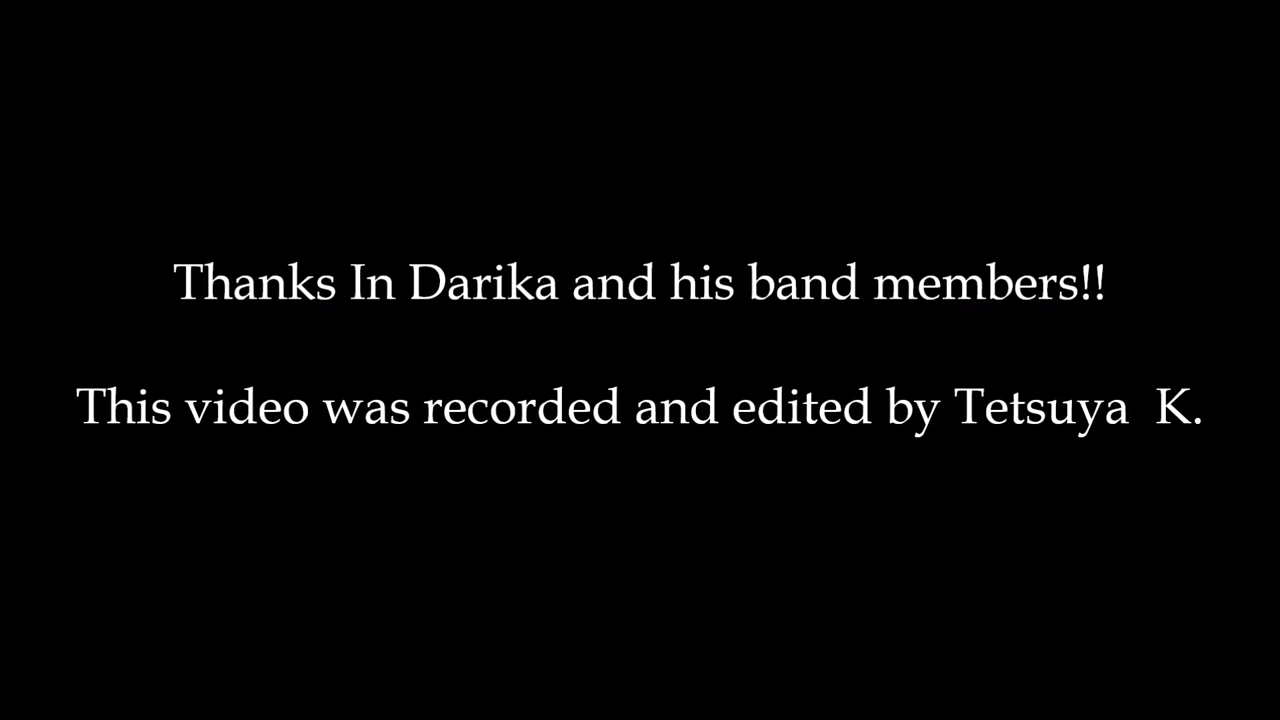 Thanks In Darika and his band members!!
This video was recorded and edited by Tetsuya  K.